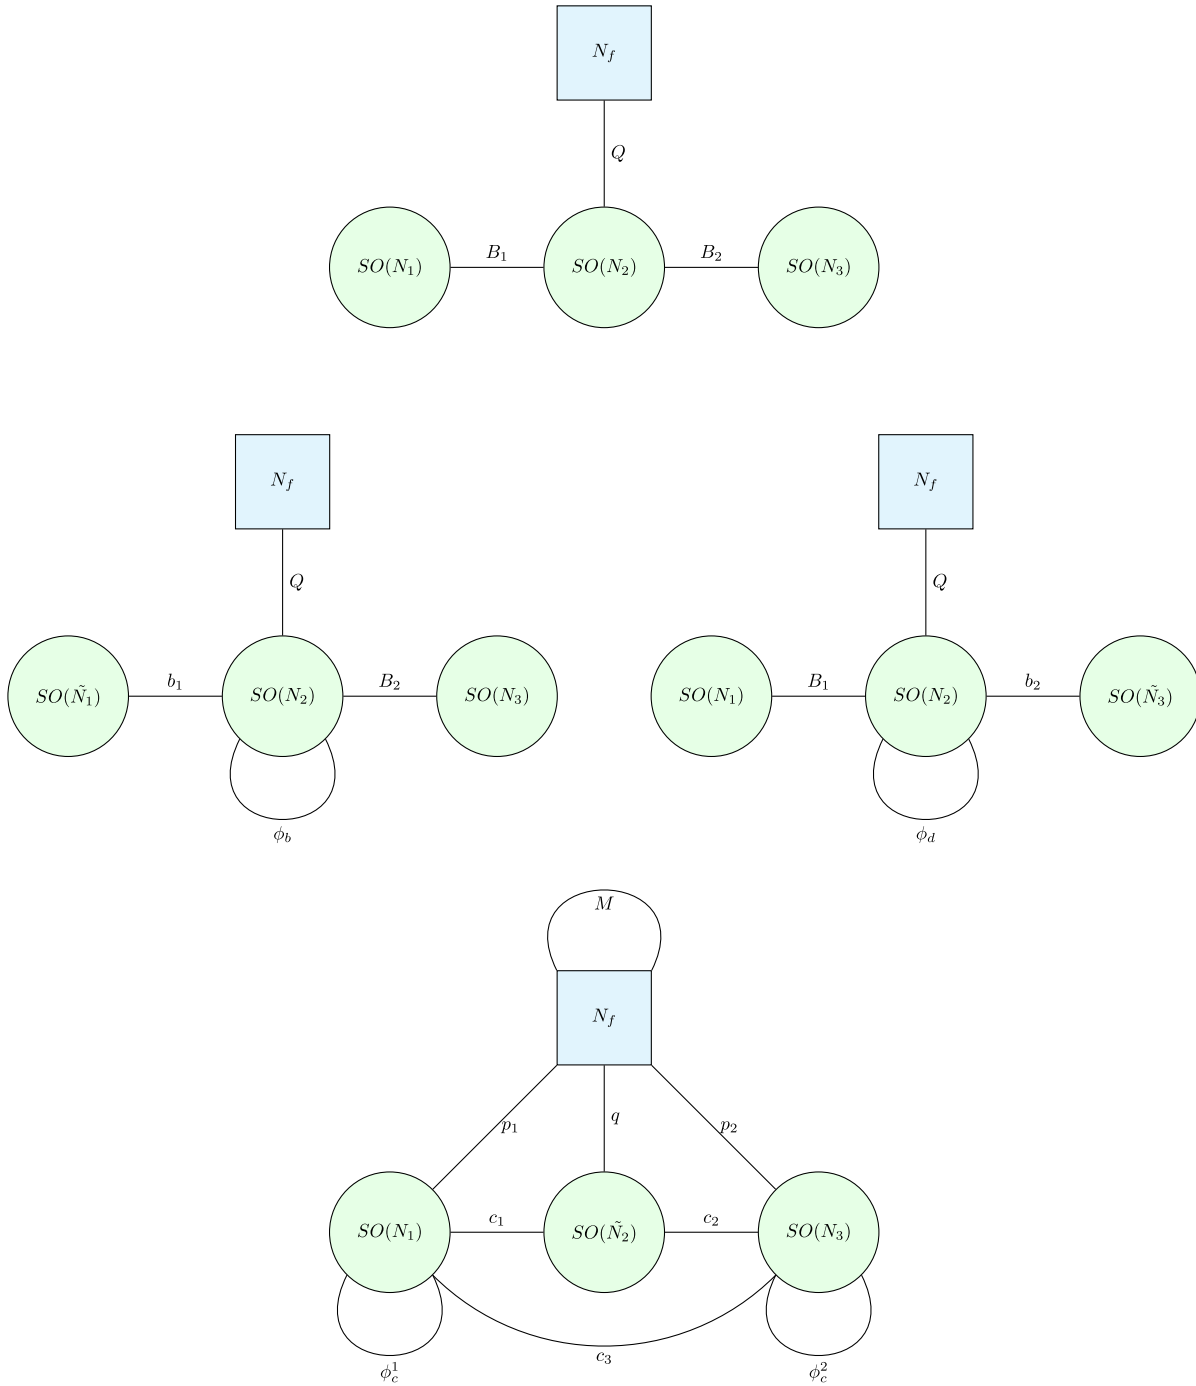 N_f
Q
B_1 B_2
SO(N_1) SO(N_2) SO(N_3)
N_f N_f
Q Q
b_1 B_2 B_1 b_2
SO(Ñ_1) SO(N_2) SO(N_3) SO(N_1) SO(N_2) SO(Ñ_3)
ϕ_b ϕ_d
M
N_f
p_1 q p_2
c_1 c_2
SO(N_1) SO(Ñ_2) SO(N_3)
c_3
ϕ_c^1 ϕ_c^2